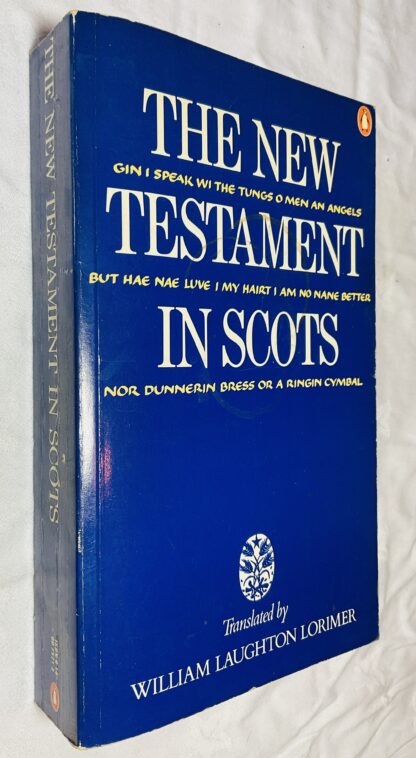 THE NEW
GIN I SPEAK WI THE TUNGS O MEN AN ANGELS
TESTAMENT
BUT HAE NAE LUVE I MY HAIRT I AM NO NANE BETTER
IN SCOTS
NOR DUNNERIN BRESS OR A RINGIN CYMBAL
Translated by
WILLIAM LAUGHTON LORIMER
THE NEW TESTAMENT IN SCOTS